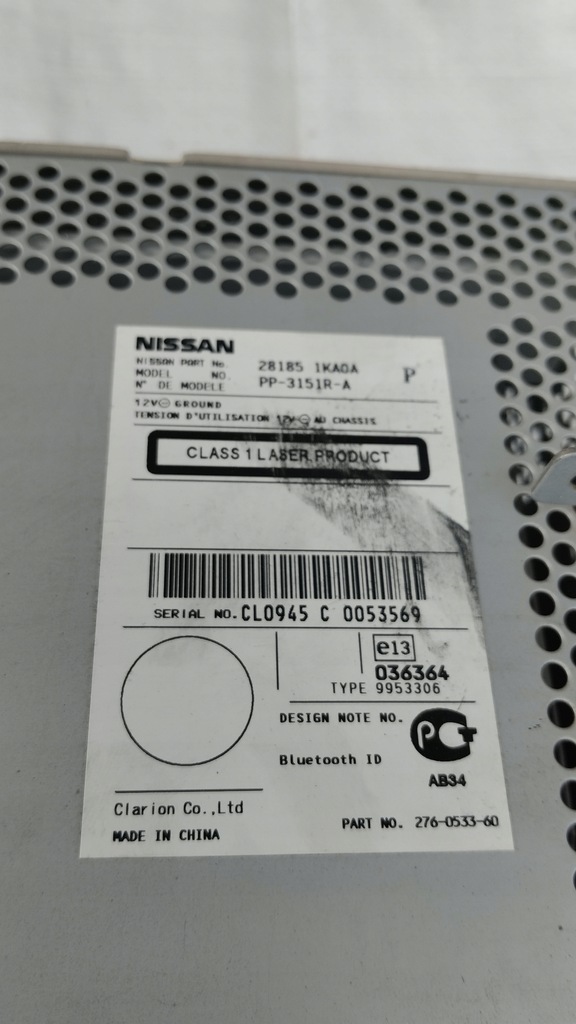 NISSAN
NISSAN PART No. 28185 1KA0A P
MODEL NO.
N° DE MODELE PP-3151R-A
12V⊖ GROUND
TENSION D'UTILISATION 12V⊖ AU CHASSIS
CLASS 1 LASER PRODUCT
SERIAL NO. CL0945 C 0053569
e13
036364
TYPE 9953306
DESIGN NOTE NO.
Bluetooth ID
РСТ
AB34
Clarion Co.,Ltd
MADE IN CHINA
PART NO. 276-0533-60